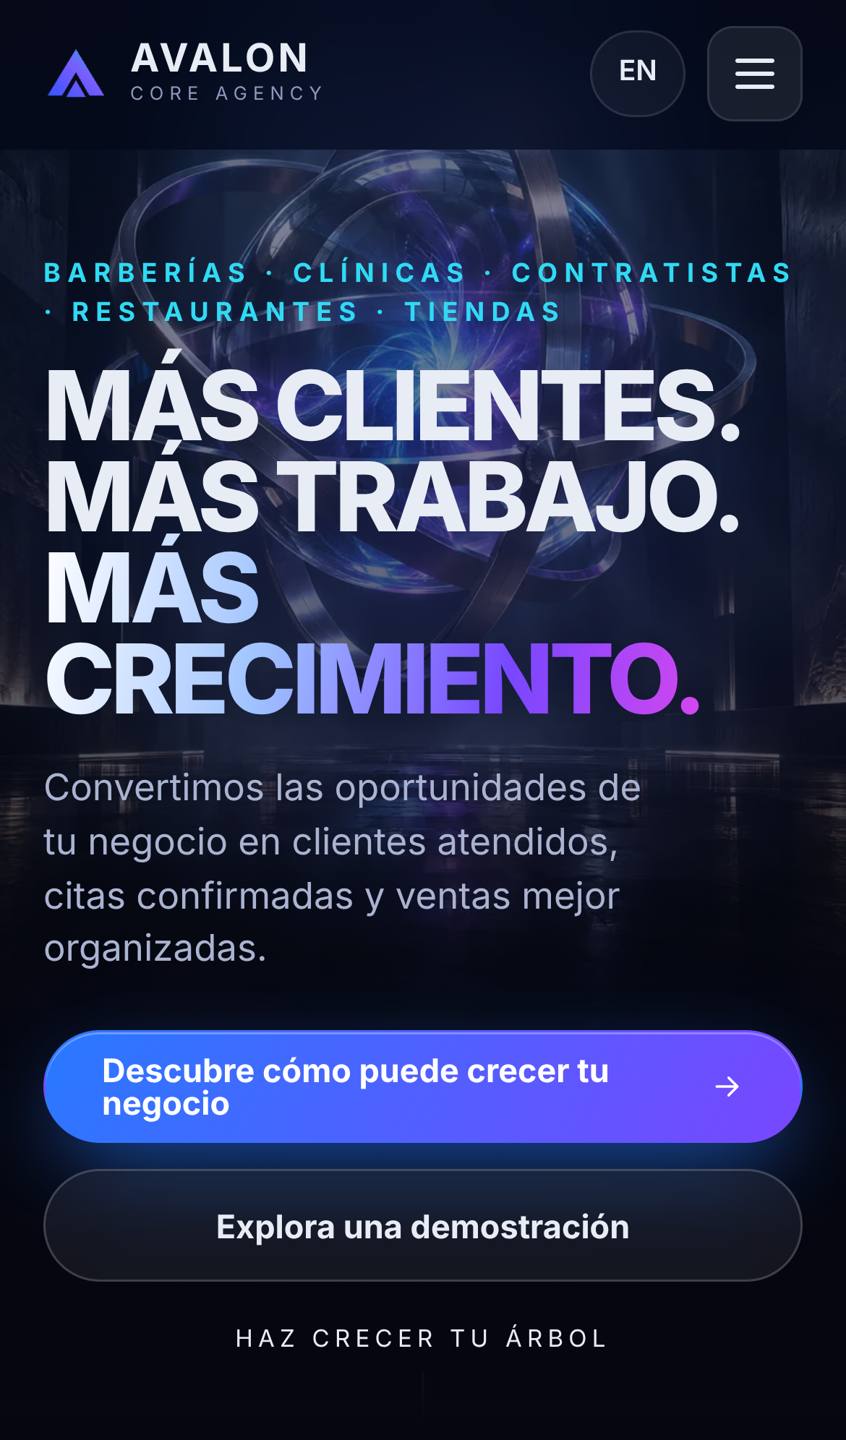 AVALON
CORE AGENCY
EN
BARBERÍAS · CLÍNICAS · CONTRATISTAS
· RESTAURANTES · TIENDAS
MÁS CLIENTES.
MÁS TRABAJO.
MÁS
CRECIMIENTO.
Convertimos las oportunidades de
tu negocio en clientes atendidos,
citas confirmadas y ventas mejor
organizadas.
Descubre cómo puede crecer tu
negocio →
Explora una demostración
HAZ CRECER TU ÁRBOL